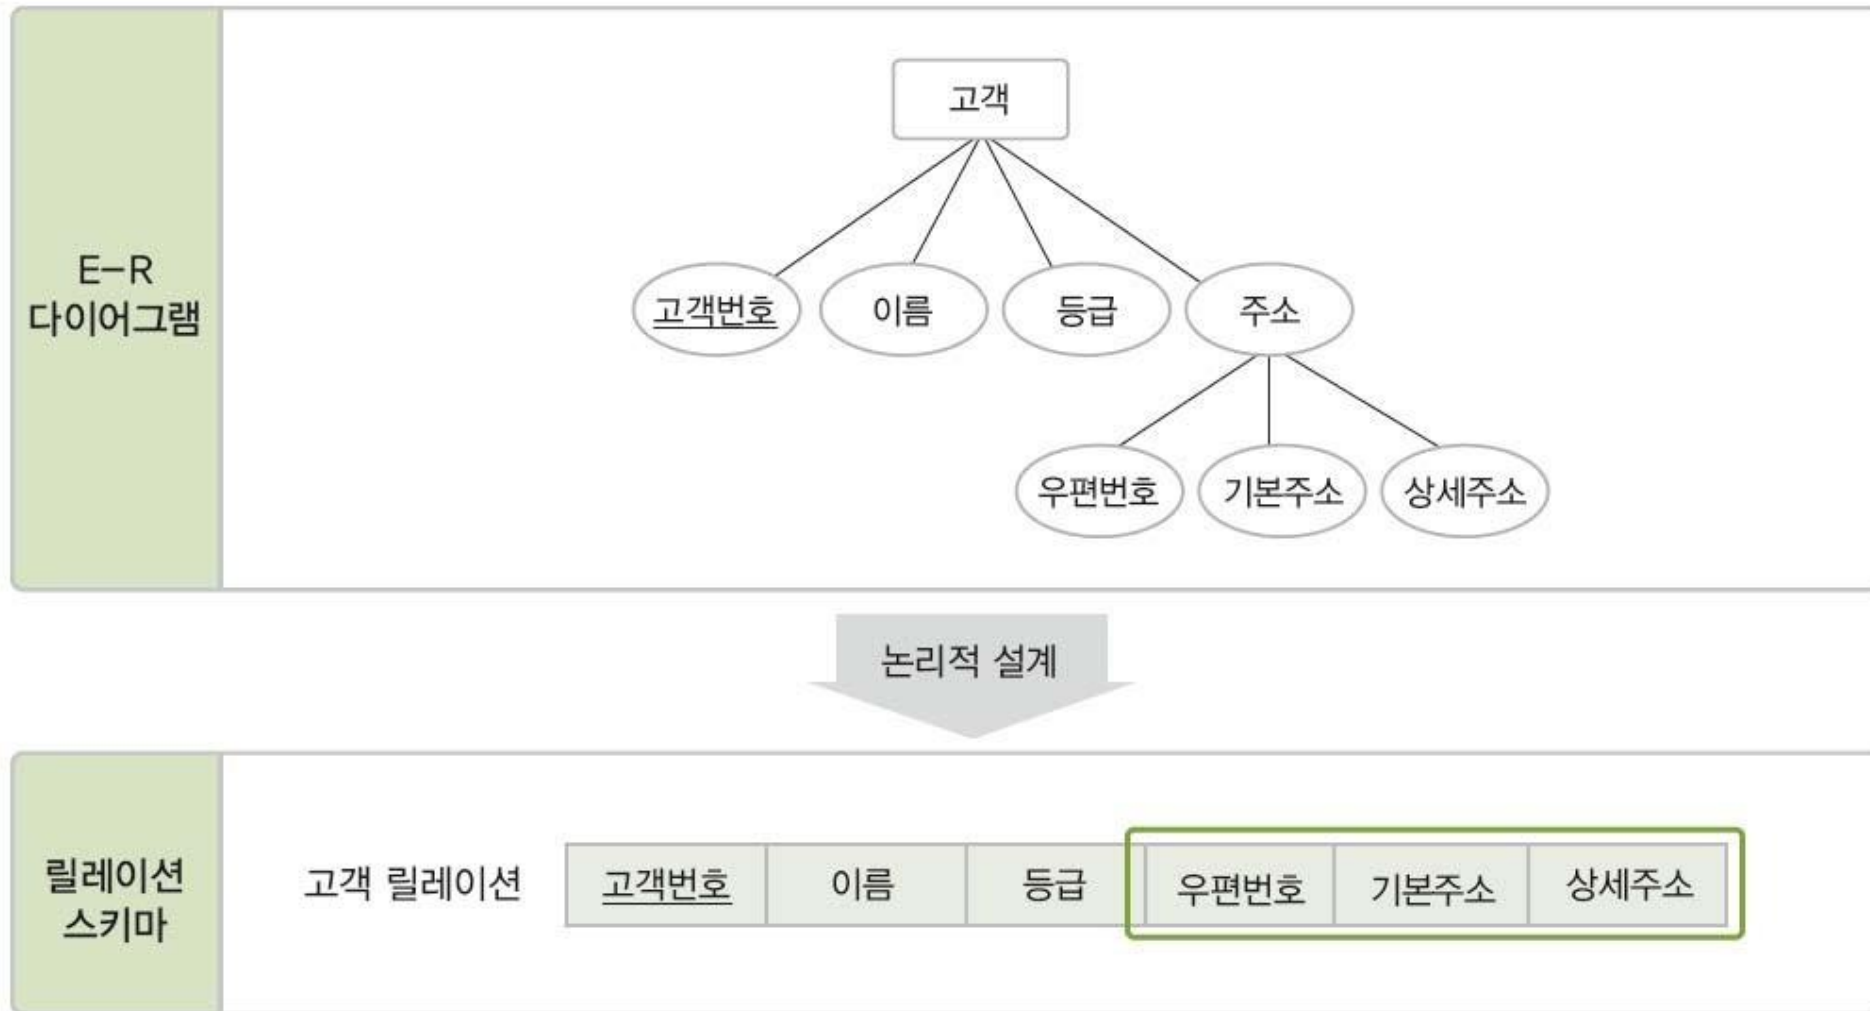 E-R
다이어그램
고객
고객번호 이름 등급 주소
우편번호 기본주소 상세주소
논리적 설계
릴레이션
스키마
고객 릴레이션 고객번호 이름 등급 우편번호 기본주소 상세주소